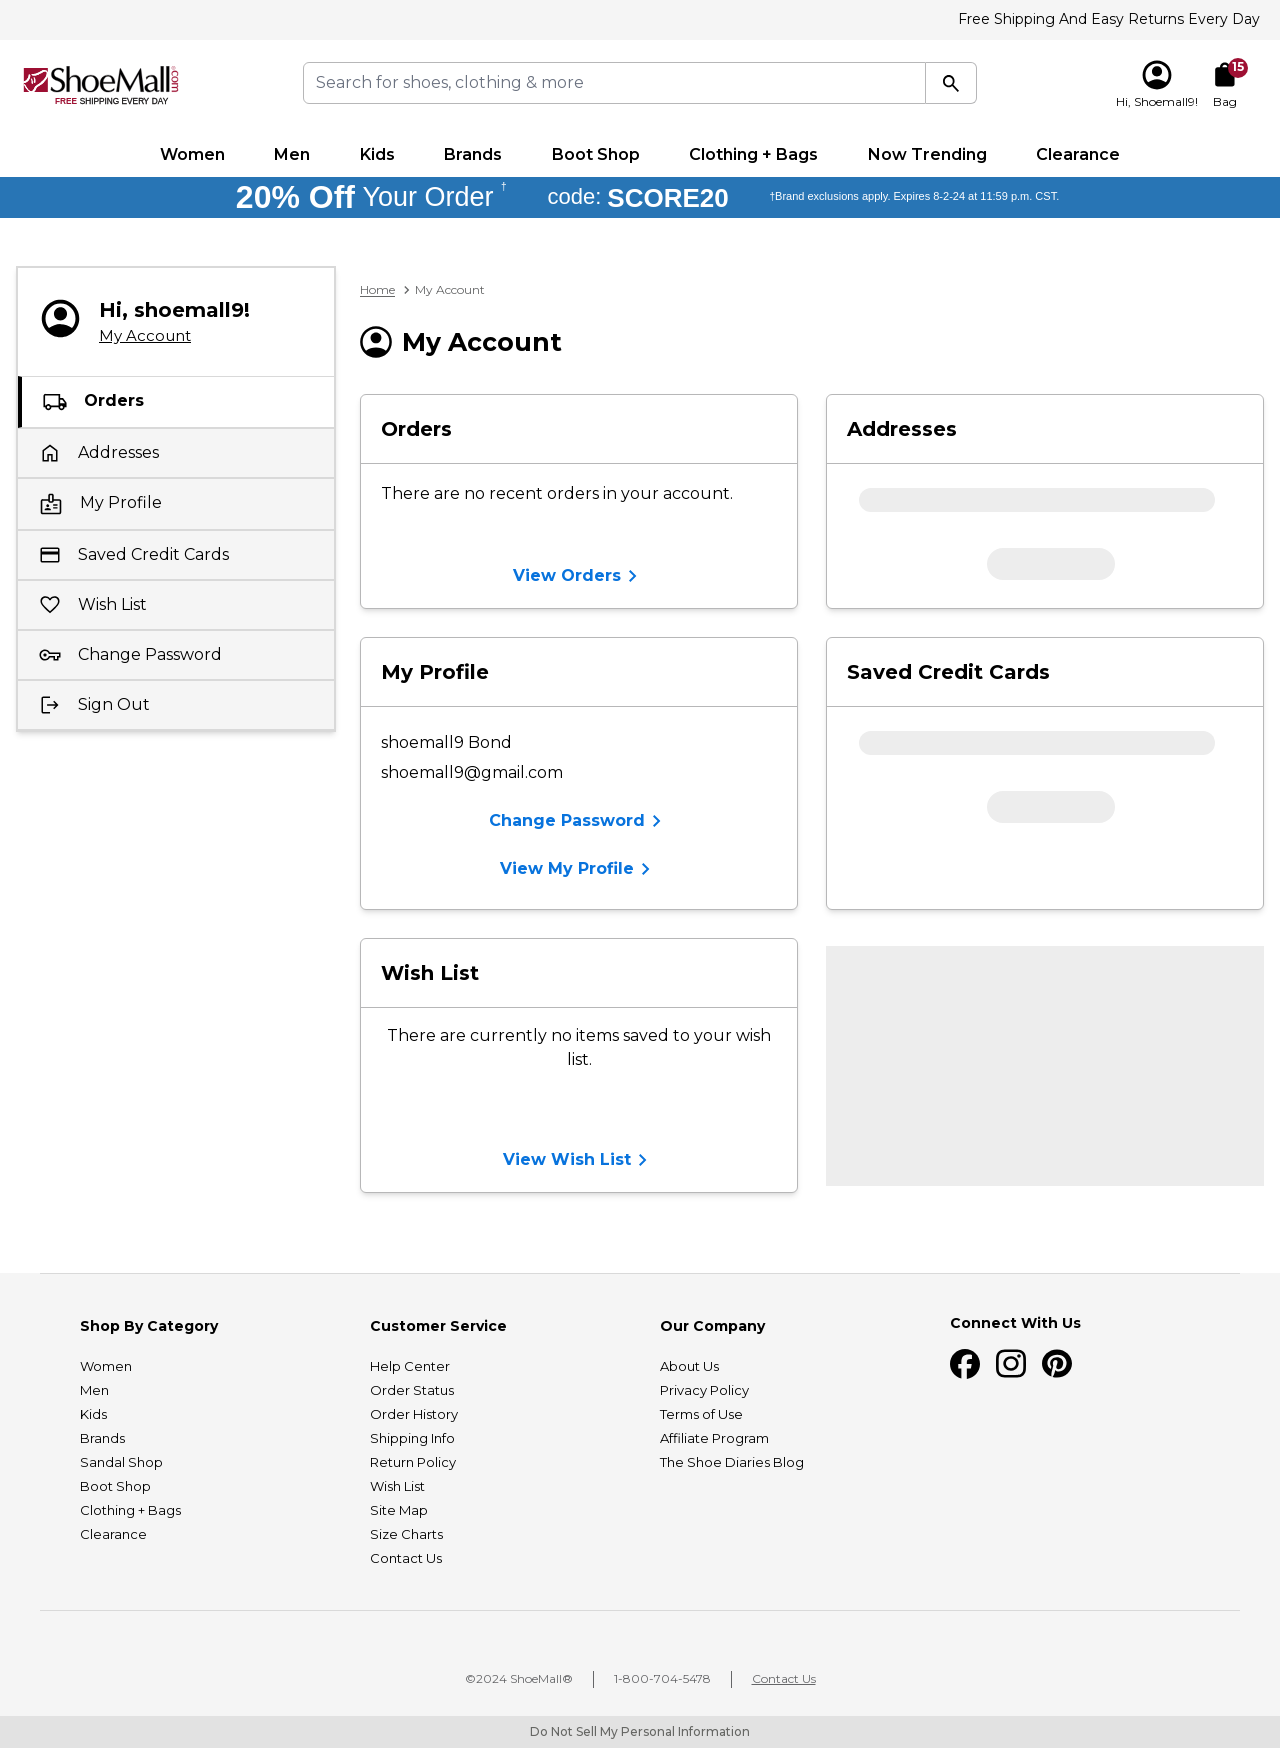 Free Shipping And Easy Returns Every Day
ShoeMall.com
FREE SHIPPING EVERY DAY
Search for shoes, clothing & more
Hi, Shoemall9!
15
Bag
Women Men Kids Brands Boot Shop Clothing + Bags Now Trending Clearance
20% Off Your Order † code: SCORE20 †Brand exclusions apply. Expires 8-2-24 at 11:59 p.m. CST.
Hi, shoemall9!
My Account
Orders
Addresses
My Profile
Saved Credit Cards
Wish List
Change Password
Sign Out
Home > My Account
My Account
Orders
There are no recent orders in your account.
View Orders
Addresses
My Profile
shoemall9 Bond
shoemall9@gmail.com
Change Password
View My Profile
Saved Credit Cards
Wish List
There are currently no items saved to your wish
list.
View Wish List
Shop By Category
Women
Men
Kids
Brands
Sandal Shop
Boot Shop
Clothing + Bags
Clearance
Customer Service
Help Center
Order Status
Order History
Shipping Info
Return Policy
Wish List
Site Map
Size Charts
Contact Us
Our Company
About Us
Privacy Policy
Terms of Use
Affiliate Program
The Shoe Diaries Blog
Connect With Us
©2024 ShoeMall® 1-800-704-5478 Contact Us
Do Not Sell My Personal Information